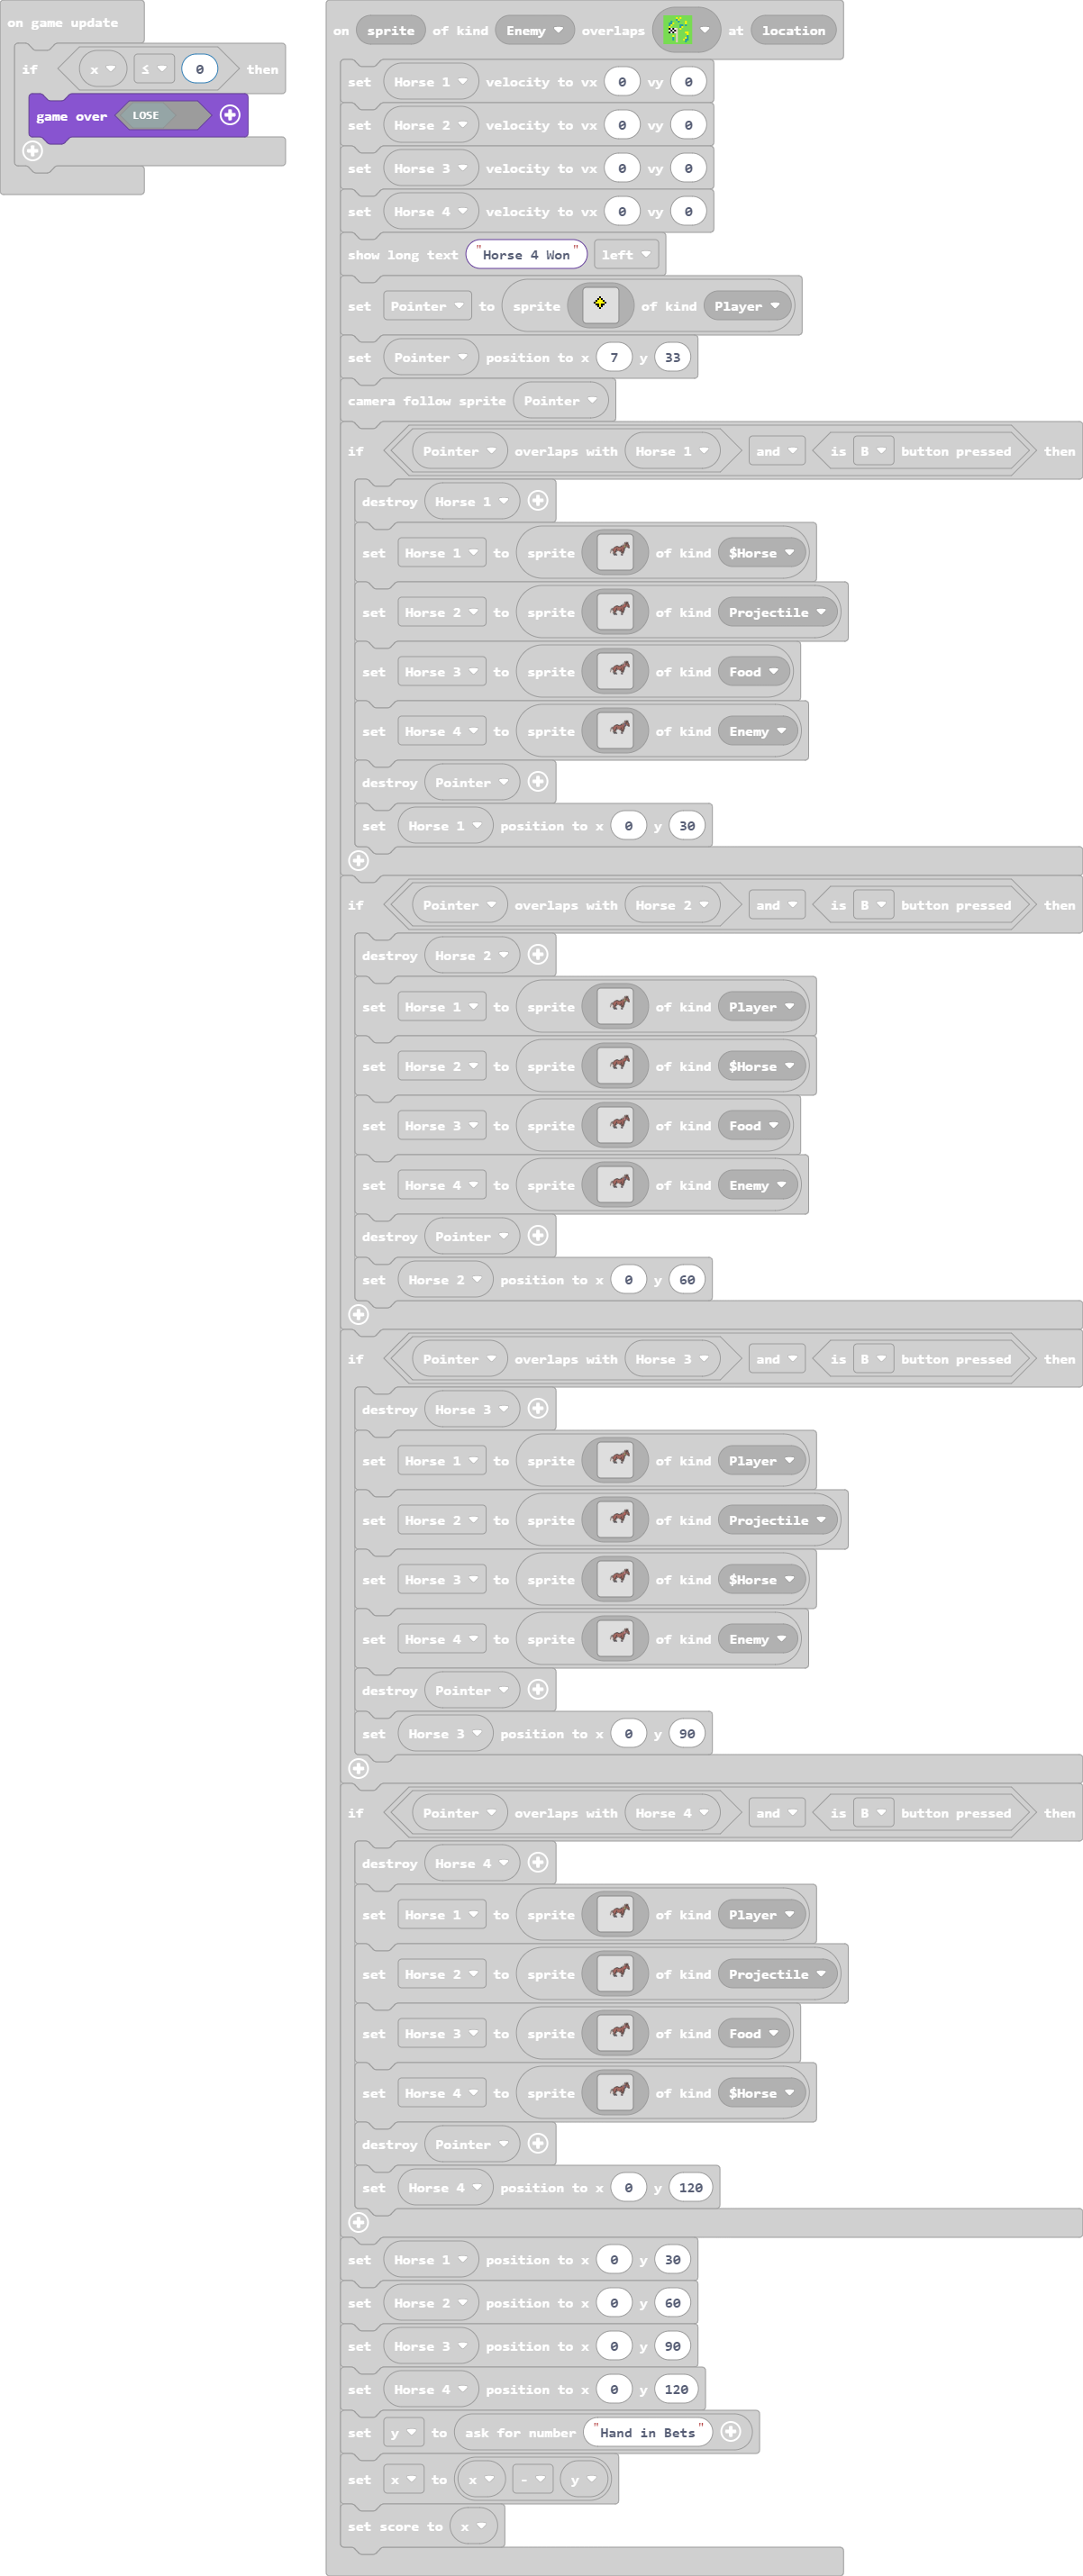 on game update
if x ≤ 0 then
game over LOSE
on sprite of kind Enemy overlaps at location
set Horse 1 velocity to vx 0 vy 0
set Horse 2 velocity to vx 0 vy 0
set Horse 3 velocity to vx 0 vy 0
set Horse 4 velocity to vx 0 vy 0
show long text "Horse 4 Won" left
set Pointer to sprite of kind Player
set Pointer position to x 7 y 33
camera follow sprite Pointer
if Pointer overlaps with Horse 1 and is B button pressed then
destroy Horse 1
set Horse 1 to sprite of kind $Horse
set Horse 2 to sprite of kind Projectile
set Horse 3 to sprite of kind Food
set Horse 4 to sprite of kind Enemy
destroy Pointer
set Horse 1 position to x 0 y 30
if Pointer overlaps with Horse 2 and is B button pressed then
destroy Horse 2
set Horse 1 to sprite of kind Player
set Horse 2 to sprite of kind $Horse
set Horse 3 to sprite of kind Food
set Horse 4 to sprite of kind Enemy
destroy Pointer
set Horse 2 position to x 0 y 60
if Pointer overlaps with Horse 3 and is B button pressed then
destroy Horse 3
set Horse 1 to sprite of kind Player
set Horse 2 to sprite of kind Projectile
set Horse 3 to sprite of kind $Horse
set Horse 4 to sprite of kind Enemy
destroy Pointer
set Horse 3 position to x 0 y 90
if Pointer overlaps with Horse 4 and is B button pressed then
destroy Horse 4
set Horse 1 to sprite of kind Player
set Horse 2 to sprite of kind Projectile
set Horse 3 to sprite of kind Food
set Horse 4 to sprite of kind $Horse
destroy Pointer
set Horse 4 position to x 0 y 120
set Horse 1 position to x 0 y 30
set Horse 2 position to x 0 y 60
set Horse 3 position to x 0 y 90
set Horse 4 position to x 0 y 120
set y to ask for number "Hand in Bets"
set x to x - y
set score to x